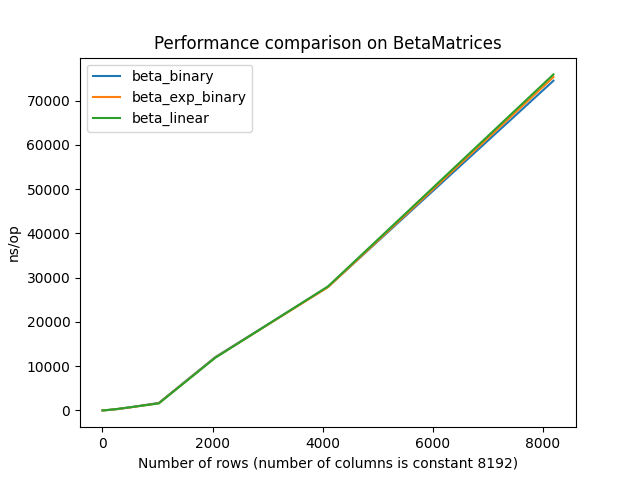 Performance comparison on BetaMatrices
beta_binary
beta_exp_binary
beta_linear
ns/op
70000
60000
50000
40000
30000
20000
10000
0
0 2000 4000 6000 8000
Number of rows (number of columns is constant 8192)